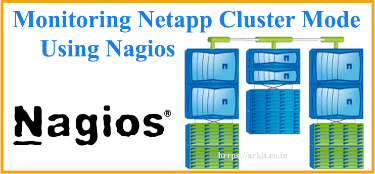 Monitoring Netapp Cluster Mode
Using Nagios
Nagios®
https://arkit.co.in